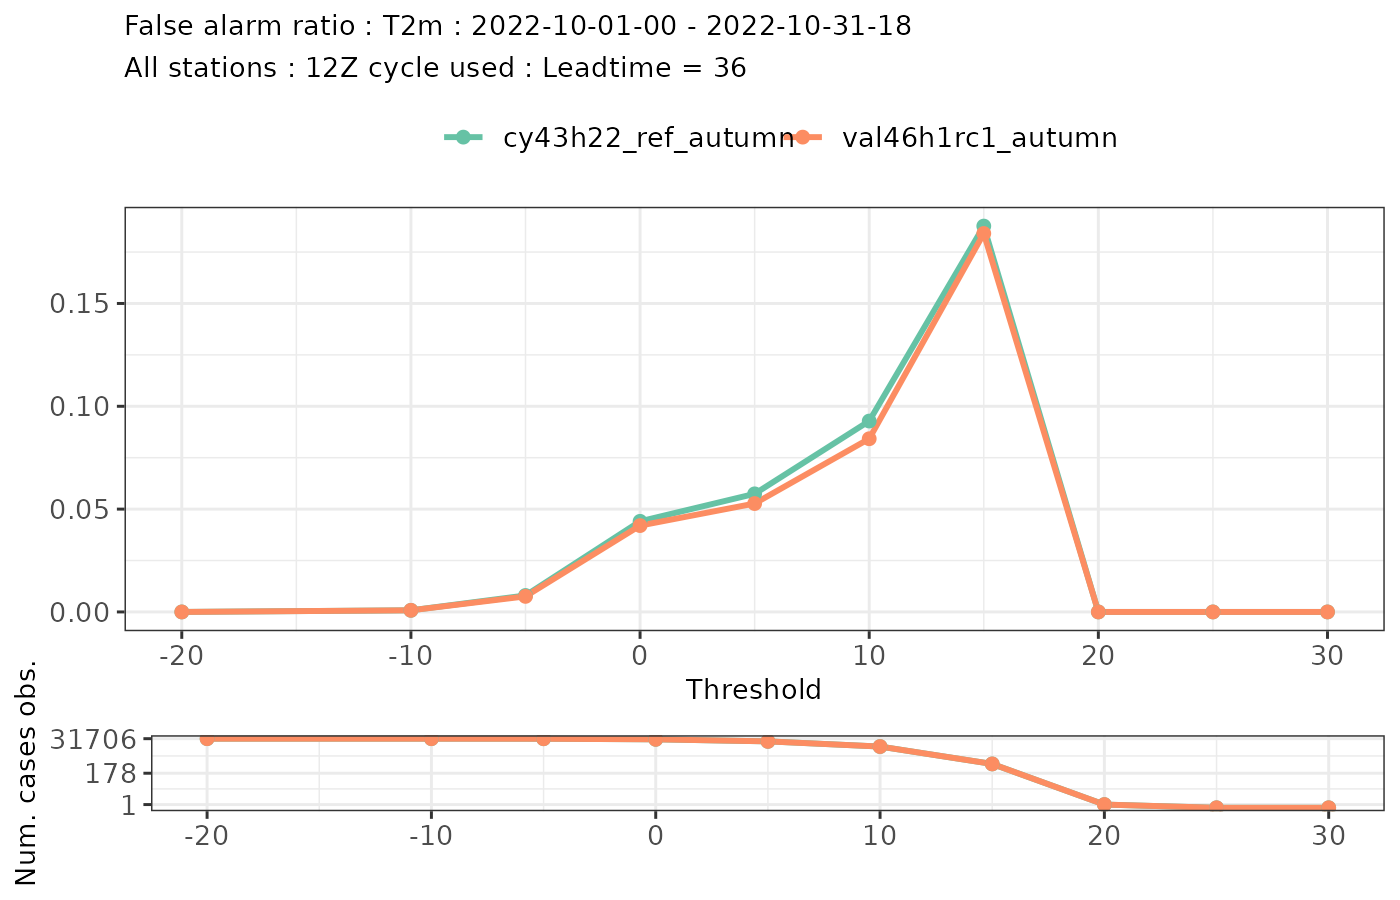 False alarm ratio : T2m : 2022-10-01-00 - 2022-10-31-18
All stations : 12Z cycle used : Leadtime = 36
cy43h22_ref_autumn val46h1rc1_autumn
0.15
0.10
0.05
0.00
-20 -10 0 10 20 30
Threshold
Num. cases obs.
31706
178
1
-20 -10 0 10 20 30